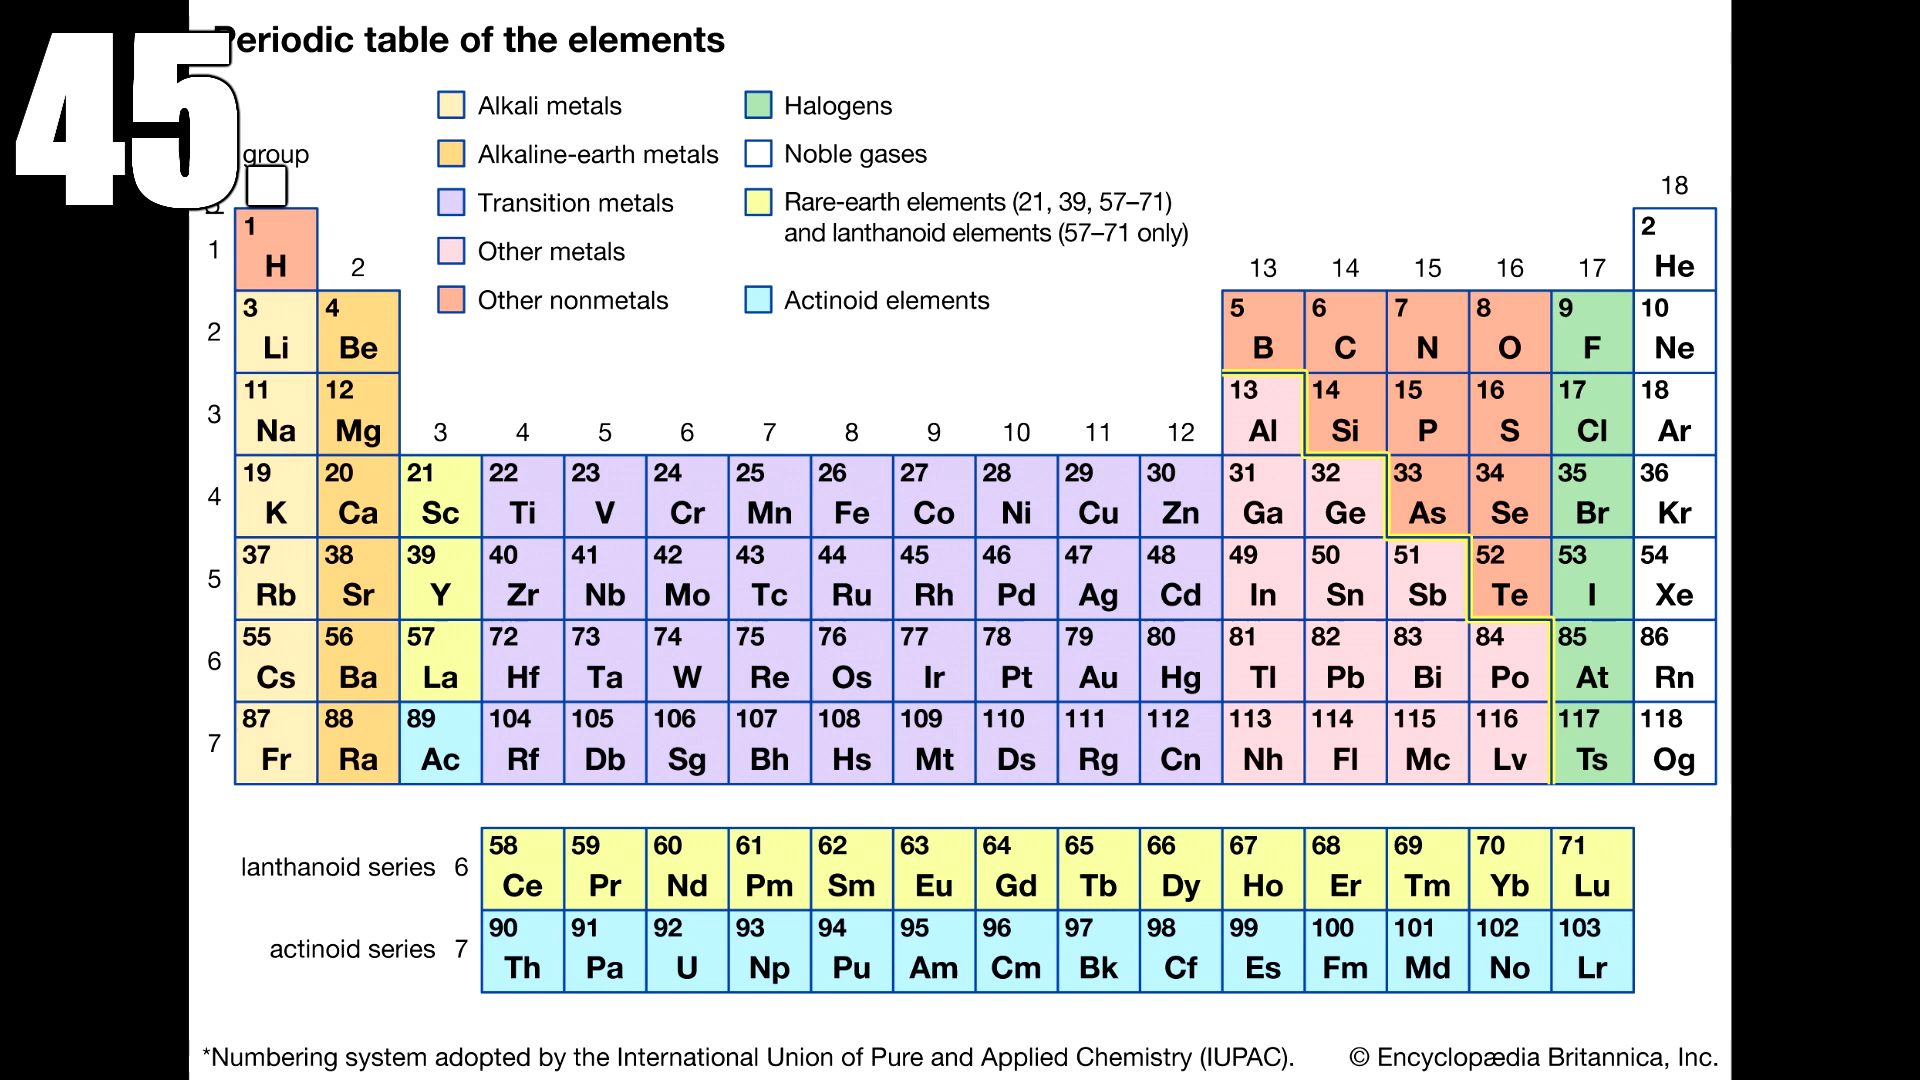 45
Periodic table of the elements
Alkali metals
Halogens
group
Alkaline-earth metals
Noble gases
18
Transition metals
Rare-earth elements (21, 39, 57–71)
and lanthanoid elements (57–71 only)
1 H
1
2
Other metals
13 14 15 16 17
2 He
Other nonmetals
Actinoid elements
2
3 Li
4 Be
5 B
6 C
7 N
8 O
9 F
10 Ne
3
11 Na
12 Mg
3 4 5 6 7 8 9 10 11 12
13 Al
14 Si
15 P
16 S
17 Cl
18 Ar
4
19 K
20 Ca
21 Sc
22 Ti
23 V
24 Cr
25 Mn
26 Fe
27 Co
28 Ni
29 Cu
30 Zn
31 Ga
32 Ge
33 As
34 Se
35 Br
36 Kr
5
37 Rb
38 Sr
39 Y
40 Zr
41 Nb
42 Mo
43 Tc
44 Ru
45 Rh
46 Pd
47 Ag
48 Cd
49 In
50 Sn
51 Sb
52 Te
53 I
54 Xe
6
55 Cs
56 Ba
57 La
72 Hf
73 Ta
74 W
75 Re
76 Os
77 Ir
78 Pt
79 Au
80 Hg
81 Tl
82 Pb
83 Bi
84 Po
85 At
86 Rn
7
87 Fr
88 Ra
89 Ac
104 Rf
105 Db
106 Sg
107 Bh
108 Hs
109 Mt
110 Ds
111 Rg
112 Cn
113 Nh
114 Fl
115 Mc
116 Lv
117 Ts
118 Og
lanthanoid series 6
58 Ce
59 Pr
60 Nd
61 Pm
62 Sm
63 Eu
64 Gd
65 Tb
66 Dy
67 Ho
68 Er
69 Tm
70 Yb
71 Lu
actinoid series 7
90 Th
91 Pa
92 U
93 Np
94 Pu
95 Am
96 Cm
97 Bk
98 Cf
99 Es
100 Fm
101 Md
102 No
103 Lr
*Numbering system adopted by the International Union of Pure and Applied Chemistry (IUPAC).
© Encyclopædia Britannica, Inc.